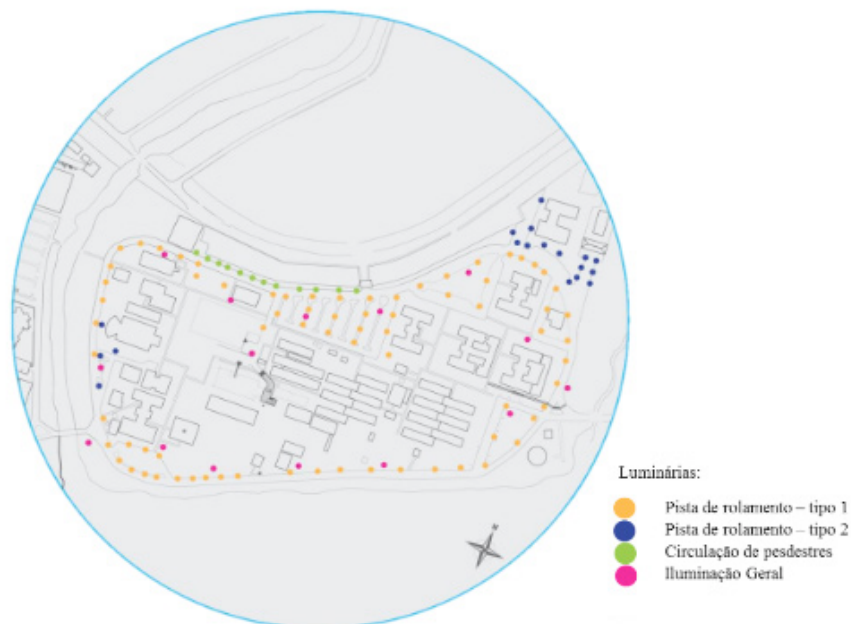 Luminárias:
Pista de rolamento – tipo 1
Pista de rolamento – tipo 2
Circulação de pesdestres
Iluminação Geral